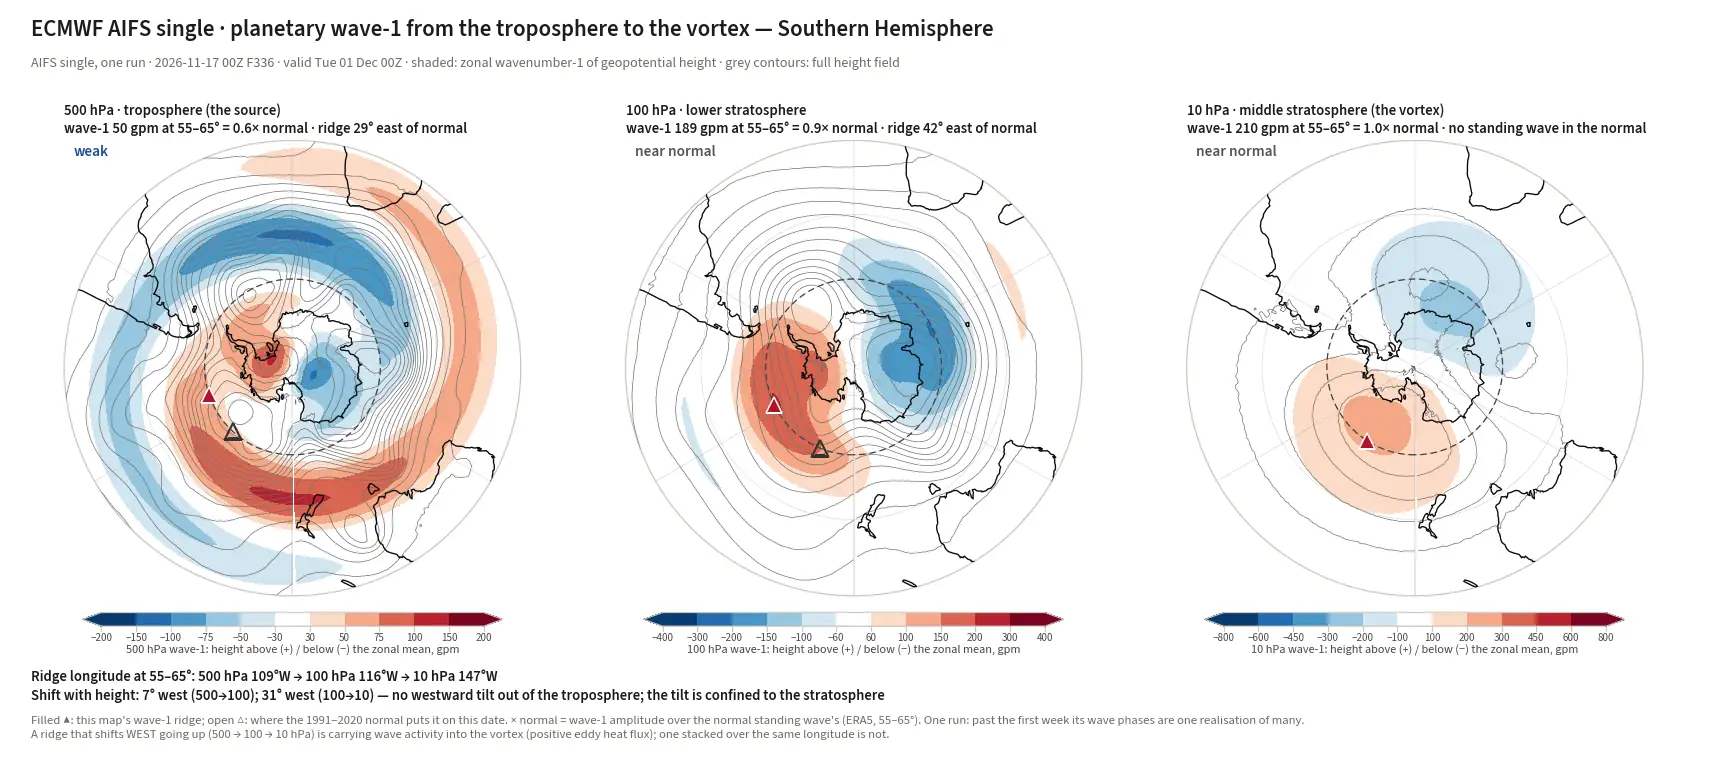 ECMWF AIFS single · planetary wave-1 from the troposphere to the vortex — Southern Hemisphere
AIFS single, one run · 2026-11-17 00Z F336 · valid Tue 01 Dec 00Z · shaded: zonal wavenumber-1 of geopotential height · grey contours: full height field
500 hPa · troposphere (the source)
wave-1 50 gpm at 55–65° = 0.6× normal · ridge 29° east of normal
weak
100 hPa · lower stratosphere
wave-1 189 gpm at 55–65° = 0.9× normal · ridge 42° east of normal
near normal
10 hPa · middle stratosphere (the vortex)
wave-1 210 gpm at 55–65° = 1.0× normal · no standing wave in the normal
near normal
−200 −150 −100 −75 −50 −30 30 50 75 100 150 200
500 hPa wave-1: height above (+) / below (−) the zonal mean, gpm
−400 −300 −200 −150 −100 −60 60 100 150 200 300 400
100 hPa wave-1: height above (+) / below (−) the zonal mean, gpm
−800 −600 −450 −300 −200 −100 100 200 300 450 600 800
10 hPa wave-1: height above (+) / below (−) the zonal mean, gpm
Ridge longitude at 55–65°: 500 hPa 109°W → 100 hPa 116°W → 10 hPa 147°W
Shift with height: 7° west (500→100); 31° west (100→10) — no westward tilt out of the troposphere; the tilt is confined to the stratosphere
Filled ▲: this map's wave-1 ridge; open △: where the 1991–2020 normal puts it on this date. × normal = wave-1 amplitude over the normal standing wave's (ERA5, 55–65°). One run: past the first week its wave phases are one realisation of many.
A ridge that shifts WEST going up (500 → 100 → 10 hPa) is carrying wave activity into the vortex (positive eddy heat flux); one stacked over the same longitude is not.